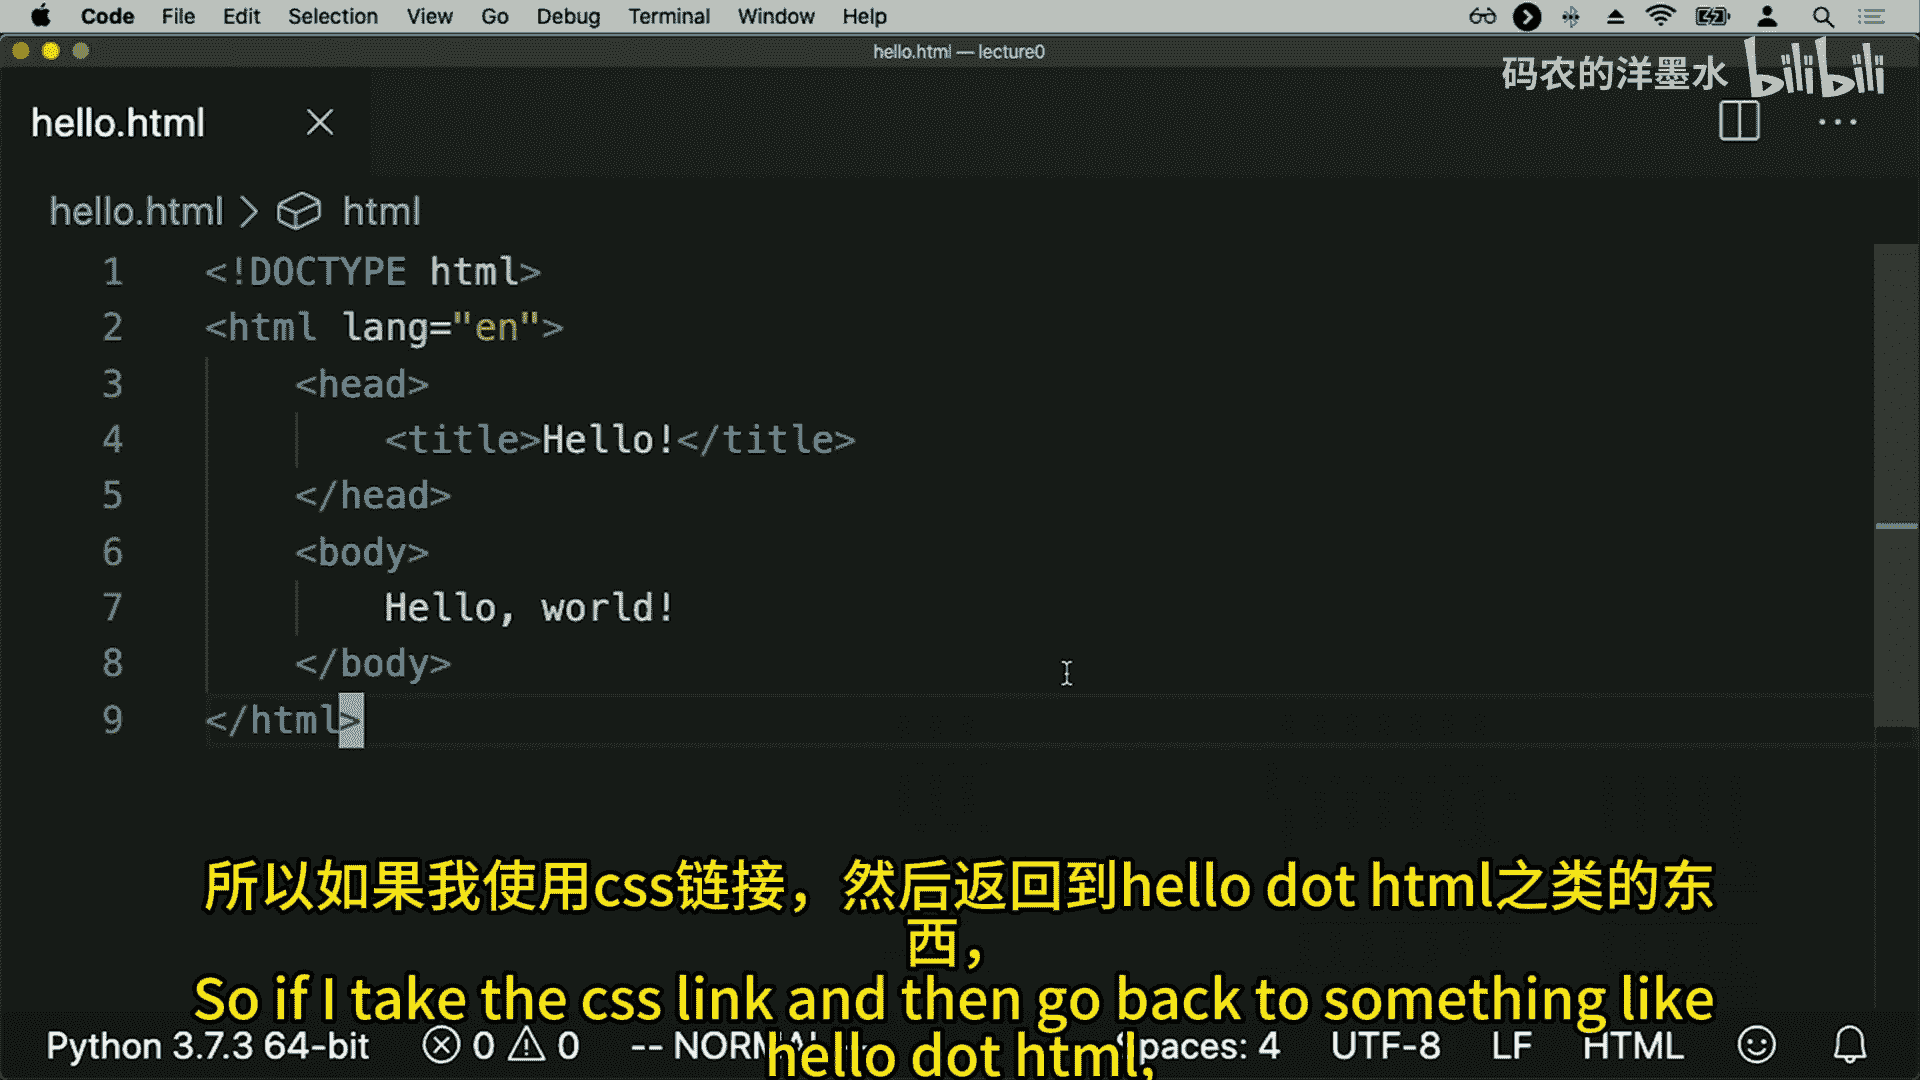 Code File Edit Selection View Go Debug Terminal Window Help
hello.html — lecture0
码农的洋墨水 bilibili
hello.html
hello.html > html
1 <!DOCTYPE html>
2 <html lang="en">
3 <head>
4 <title>Hello!</title>
5 </head>
6 <body>
7 Hello, world!
8 </body>
9 </html>
所以如果我使用css链接，然后返回到hello dot html之类的东
西，
So if I take the css link and then go back to something like
hello dot html,
Python 3.7.3 64-bit 0 0 -- Spaces: 4 UTF-8 LF HTML